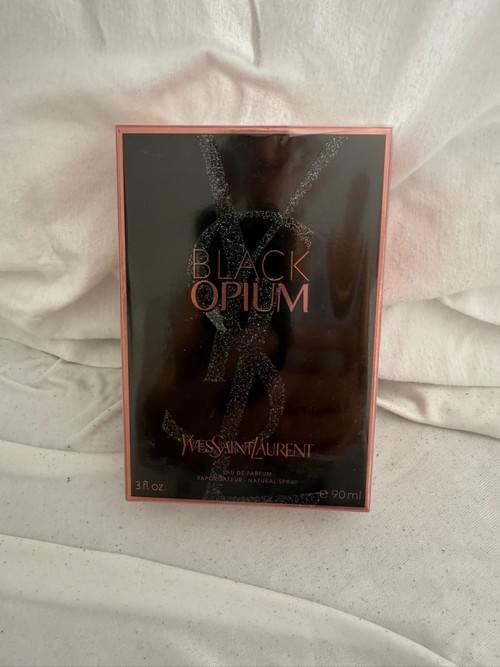 BLACK
OPIUM
YVESSAINTLAURENT
EAU DE PARFUM
VAPORISATEUR - NATURAL SPRAY
3 fl oz.
e 90 ml